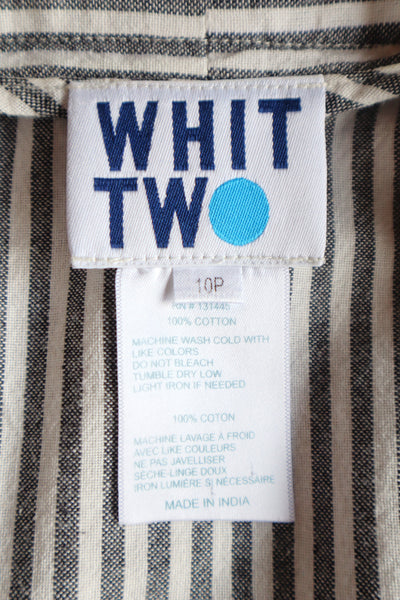 WHIT
TWO
10P
RN # 131445
100% COTTON
MACHINE WASH COLD WITH
LIKE COLORS
DO NOT BLEACH
TUMBLE DRY LOW
LIGHT IRON IF NEEDED
100% COTON
MACHINE LAVAGE À FROID
AVEC LIKE COULEURS
NE PAS JAVELLISER
SÈCHE-LINGE DOUX
IRON LUMIÈRE SI NÉCESSAIRE
MADE IN INDIA